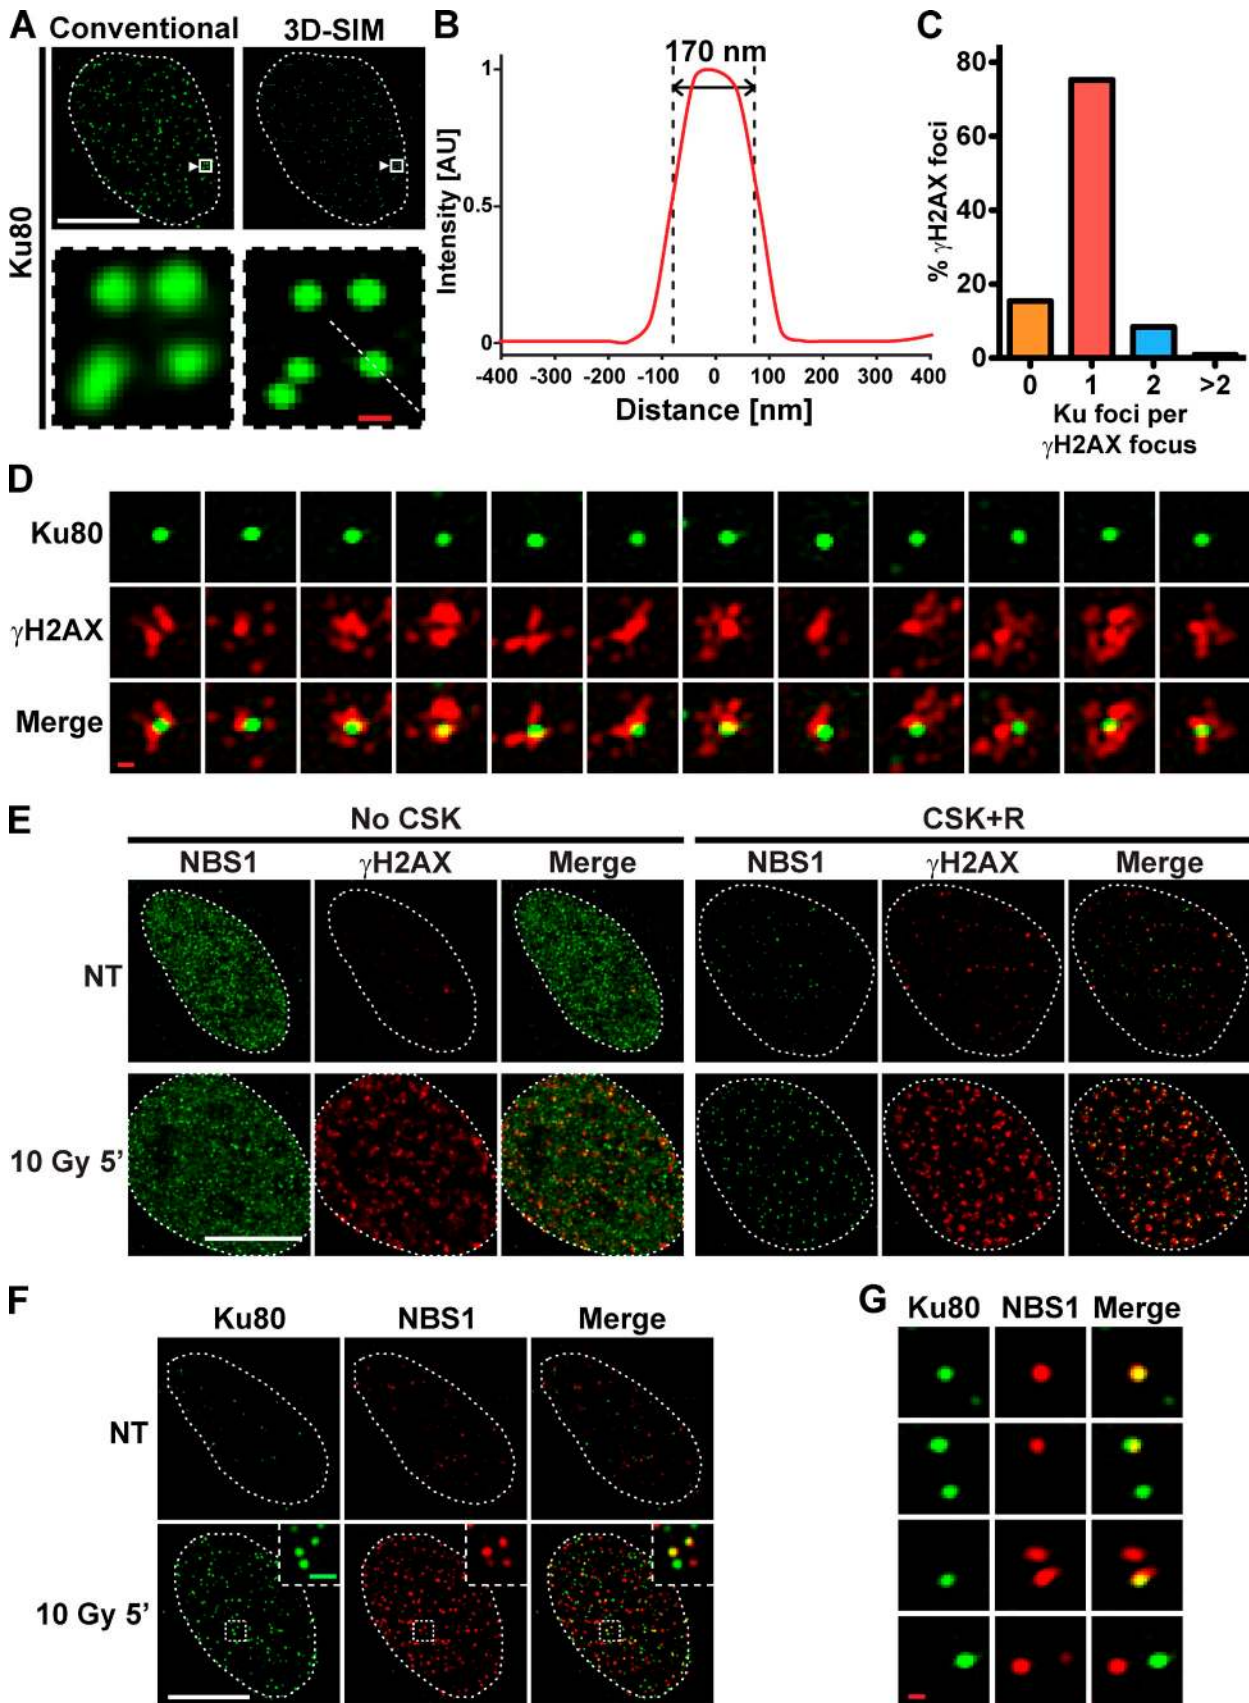 A
Conventional
3D-SIM
Ku80
B
170 nm
Intensity [AU]
1
0.5
0
-400 -300 -200 -100 0 100 200 300 400
Distance [nm]
C
% γH2AX foci
80
60
40
20
0
0 1 2 >2
Ku foci per
γH2AX focus
D
Ku80
γH2AX
Merge
E
No CSK
CSK+R
NBS1 γH2AX Merge
NBS1 γH2AX Merge
NT
10 Gy 5’
F
Ku80 NBS1 Merge
NT
10 Gy 5’
G
Ku80 NBS1 Merge